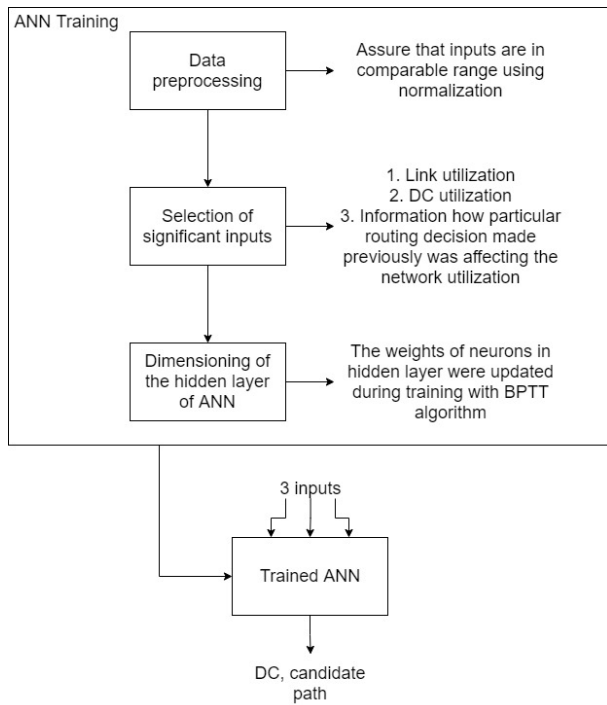 ANN Training
Data
preprocessing
Assure that inputs are in
comparable range using
normalization
Selection of
significant inputs
1. Link utilization
2. DC utilization
3. Information how particular
routing decision made
previously was affecting the
network utilization
Dimensioning of
the hidden layer
of ANN
The weights of neurons in
hidden layer were updated
during training with BPTT
algorithm
3 inputs
Trained ANN
DC, candidate
path